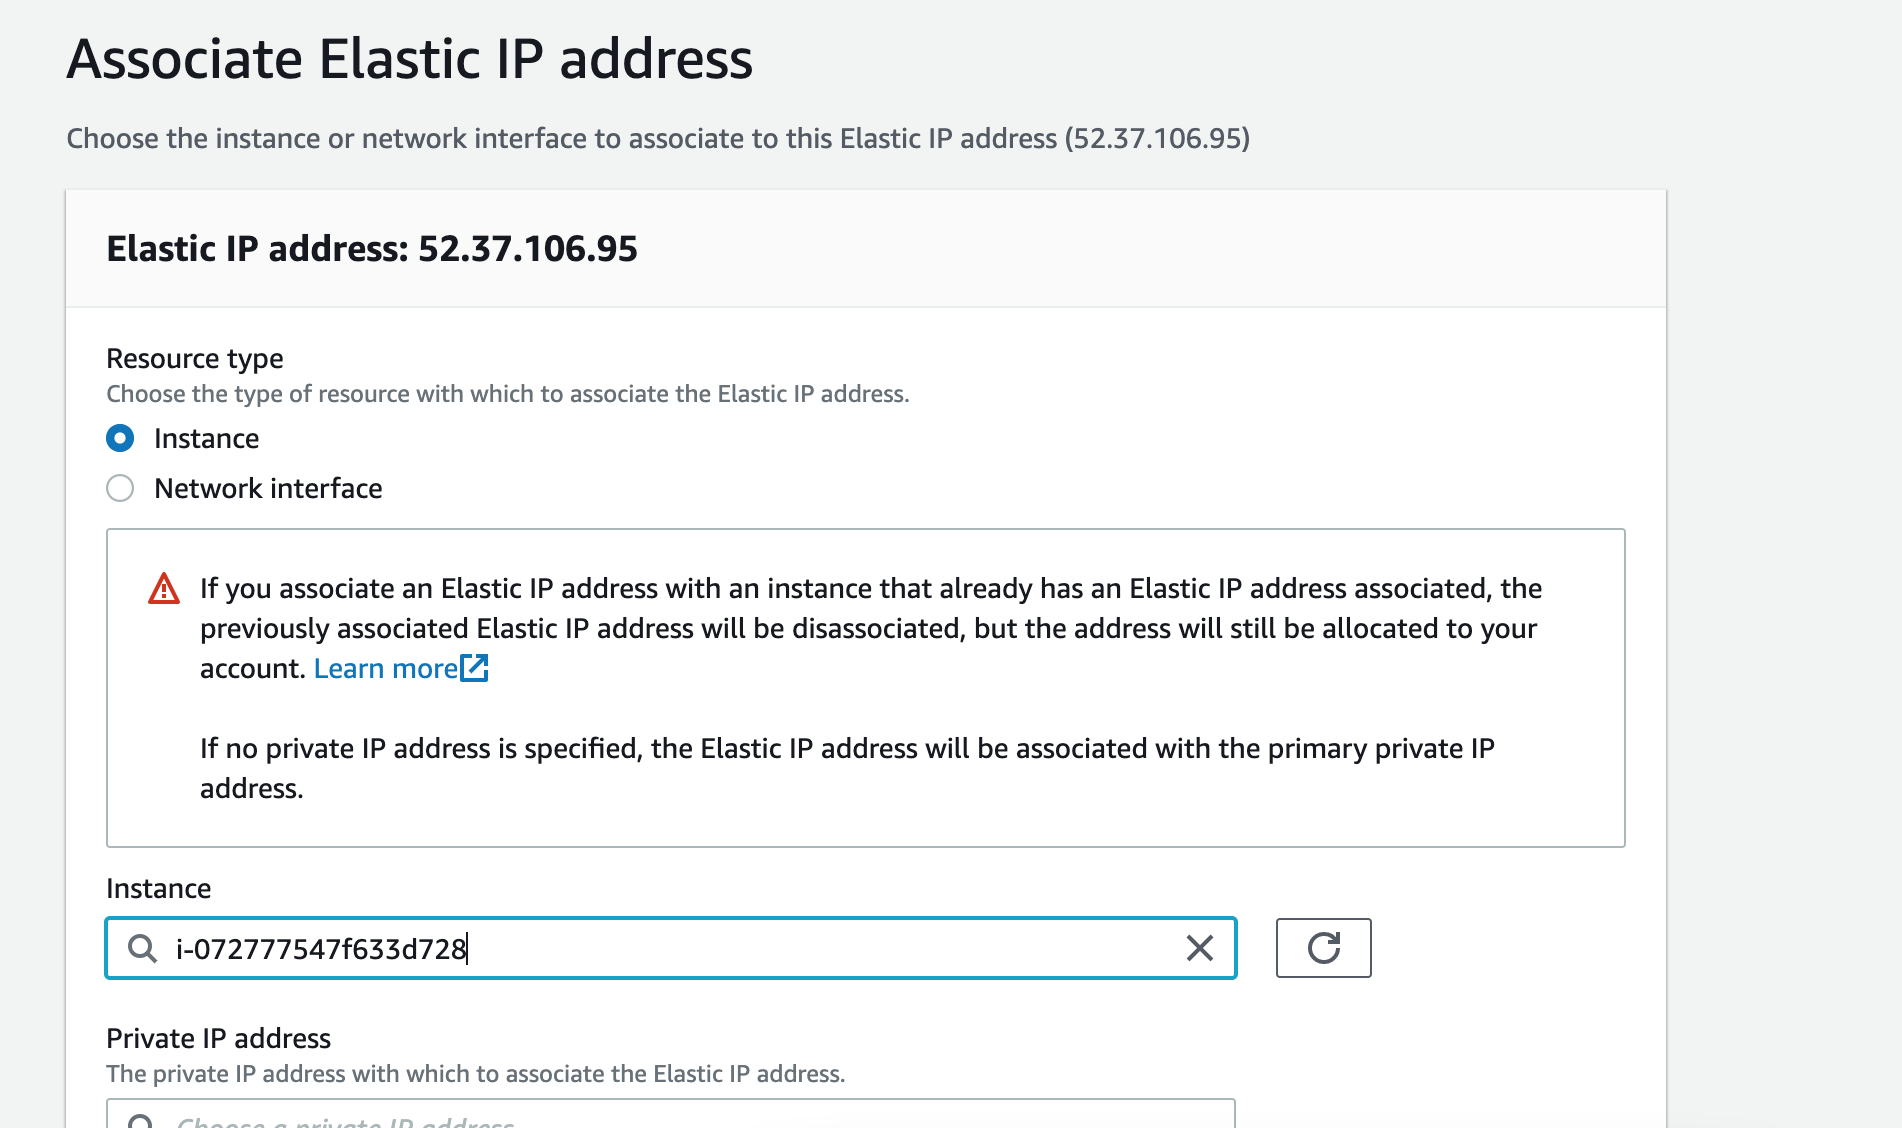 Associate Elastic IP address
Choose the instance or network interface to associate to this Elastic IP address (52.37.106.95)
Elastic IP address: 52.37.106.95
Resource type
Choose the type of resource with which to associate the Elastic IP address.
Instance
Network interface
If you associate an Elastic IP address with an instance that already has an Elastic IP address associated, the
previously associated Elastic IP address will be disassociated, but the address will still be allocated to your
account. Learn more
If no private IP address is specified, the Elastic IP address will be associated with the primary private IP
address.
Instance
i-072777547f633d728
Private IP address
The private IP address with which to associate the Elastic IP address.
Choose a private IP address